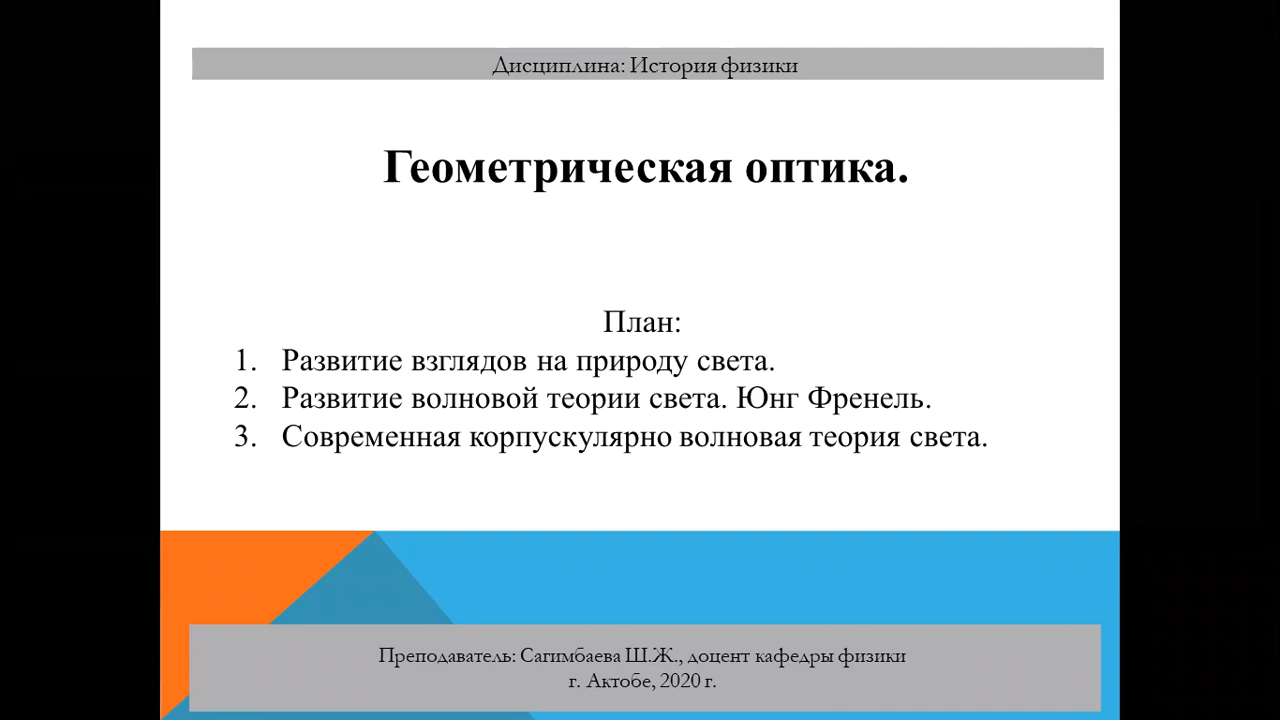 Дисциплина: История физики
Геометрическая оптика.
План:
1. Развитие взглядов на природу света.
2. Развитие волновой теории света. Юнг Френель.
3. Современная корпускулярно волновая теория света.
Преподаватель: Сагимбаева Ш.Ж., доцент кафедры физики
г. Актобе, 2020 г.